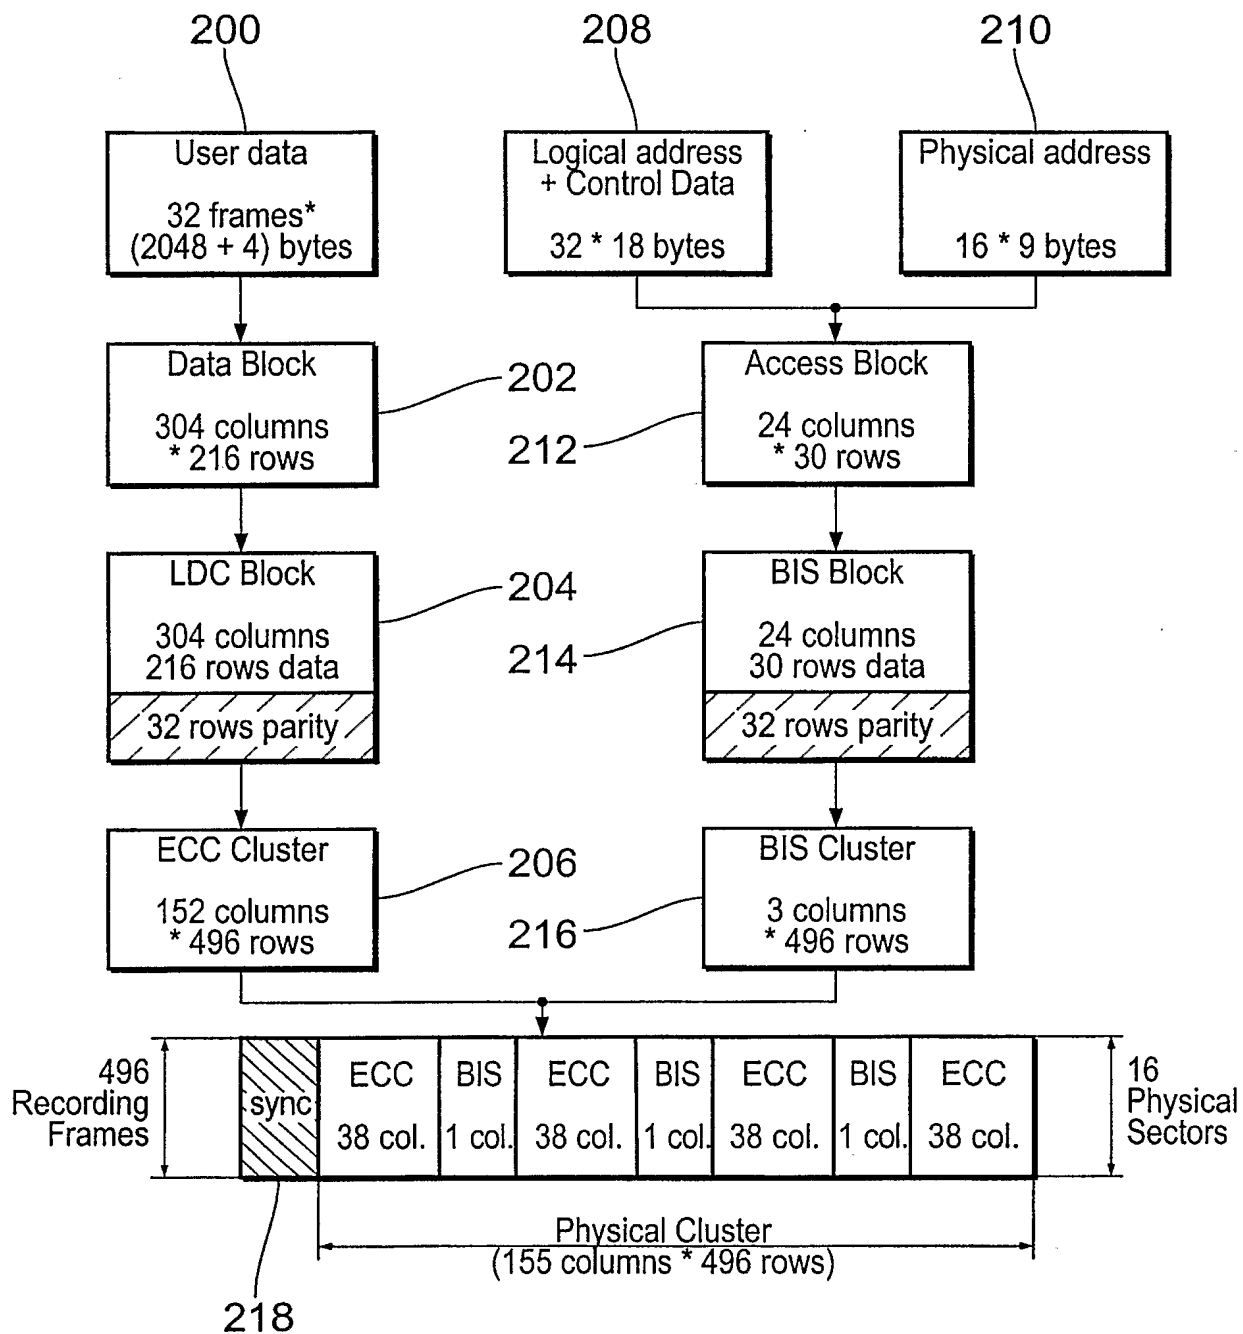 200
208
210
User data
32 frames*
(2048 + 4) bytes
Logical address
+ Control Data
32 * 18 bytes
Physical address
16 * 9 bytes
Data Block
304 columns
* 216 rows
202
212
Access Block
24 columns
* 30 rows
LDC Block
304 columns
216 rows data
32 rows parity
204
214
BIS Block
24 columns
30 rows data
32 rows parity
ECC Cluster
152 columns
* 496 rows
206
216
BIS Cluster
3 columns
* 496 rows
496
Recording
Frames
sync
ECC
38 col.
BIS
1 col.
ECC
38 col.
BIS
1 col.
ECC
38 col.
BIS
1 col.
ECC
38 col.
16
Physical
Sectors
Physical Cluster
(155 columns * 496 rows)
218